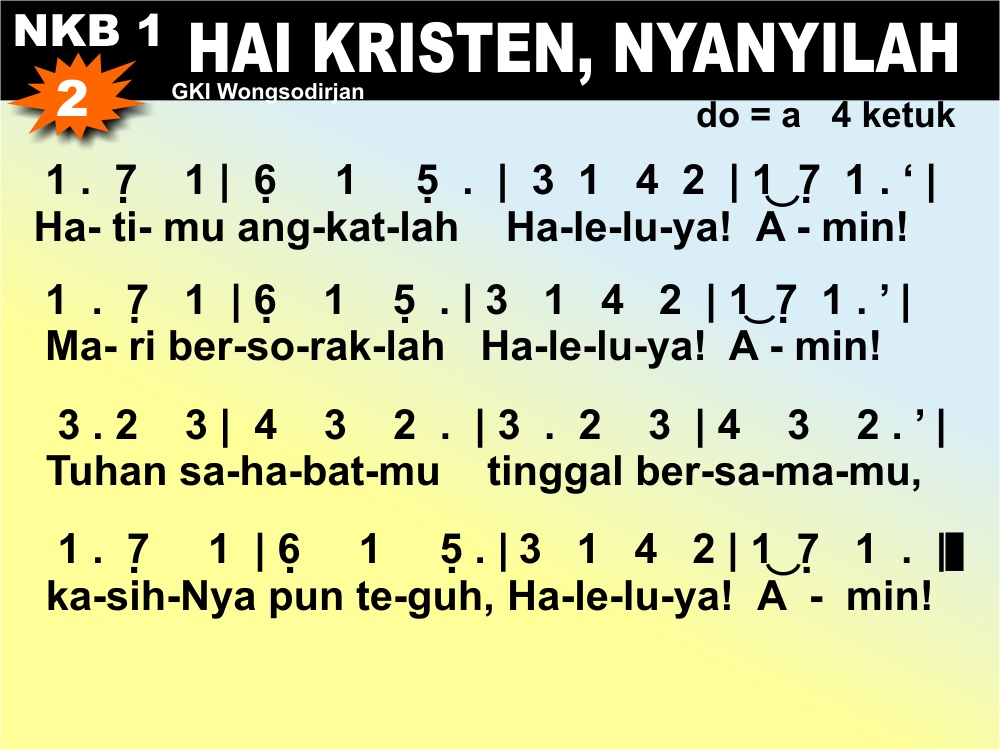 NKB 1
HAI KRISTEN, NYANYILAH
2
GKI Wongsodirjan
do = a 4 ketuk
1 . 7̣ 1 | 6̣ 1 5̣ . | 3 1 4 2 | 1‿7̣ 1 . ‘ |
Ha- ti- mu ang-kat-lah Ha-le-lu-ya! A - min!
1 . 7̣ 1 | 6̣ 1 5̣ . | 3 1 4 2 | 1‿7̣ 1 . ’ |
Ma- ri ber-so-rak-lah Ha-le-lu-ya! A - min!
3 . 2 3 | 4 3 2 . | 3 . 2 3 | 4 3 2 . ’ |
Tuhan sa-ha-bat-mu tinggal ber-sa-ma-mu,
1 . 7̣ 1 | 6̣ 1 5̣ . | 3 1 4 2 | 1‿7̣ 1 . |█
ka-sih-Nya pun te-guh, Ha-le-lu-ya! A - min!